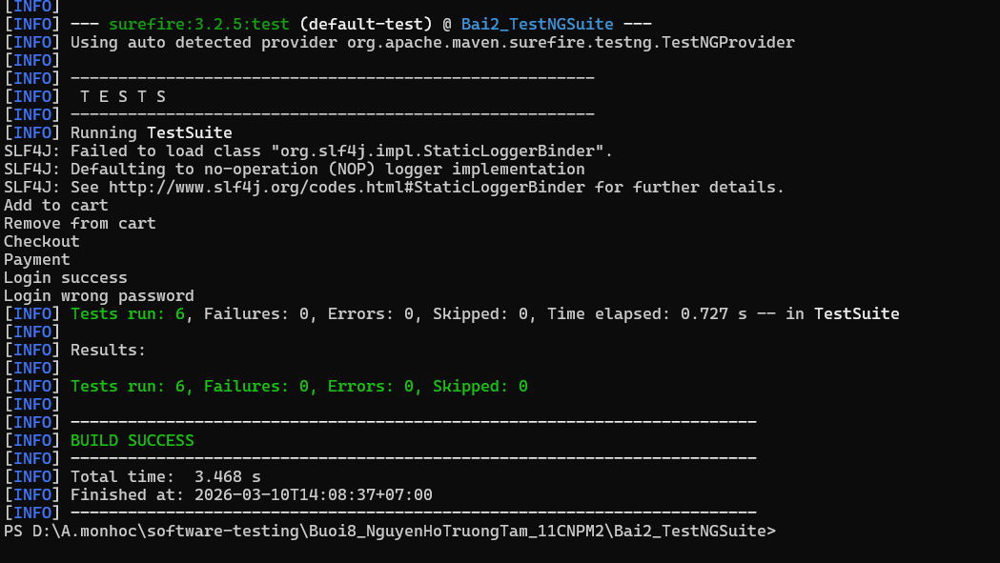 [INFO]
[INFO] --- surefire:3.2.5:test (default-test) @ Bai2_TestNGSuite ---
[INFO] Using auto detected provider org.apache.maven.surefire.testng.TestNGProvider
[INFO]
[INFO] -------------------------------------------------------
[INFO]  T E S T S
[INFO] -------------------------------------------------------
[INFO] Running TestSuite
SLF4J: Failed to load class "org.slf4j.impl.StaticLoggerBinder".
SLF4J: Defaulting to no-operation (NOP) logger implementation
SLF4J: See http://www.slf4j.org/codes.html#StaticLoggerBinder for further details.
Add to cart
Remove from cart
Checkout
Payment
Login success
Login wrong password
[INFO] Tests run: 6, Failures: 0, Errors: 0, Skipped: 0, Time elapsed: 0.727 s -- in TestSuite
[INFO]
[INFO] Results:
[INFO]
[INFO] Tests run: 6, Failures: 0, Errors: 0, Skipped: 0
[INFO]
[INFO] ------------------------------------------------------------------------
[INFO] BUILD SUCCESS
[INFO] ------------------------------------------------------------------------
[INFO] Total time:  3.468 s
[INFO] Finished at: 2026-03-10T14:08:37+07:00
[INFO] ------------------------------------------------------------------------
PS D:\A.monhoc\software-testing\Buoi8_NguyenHoTruongTam_11CNPM2\Bai2_TestNGSuite>